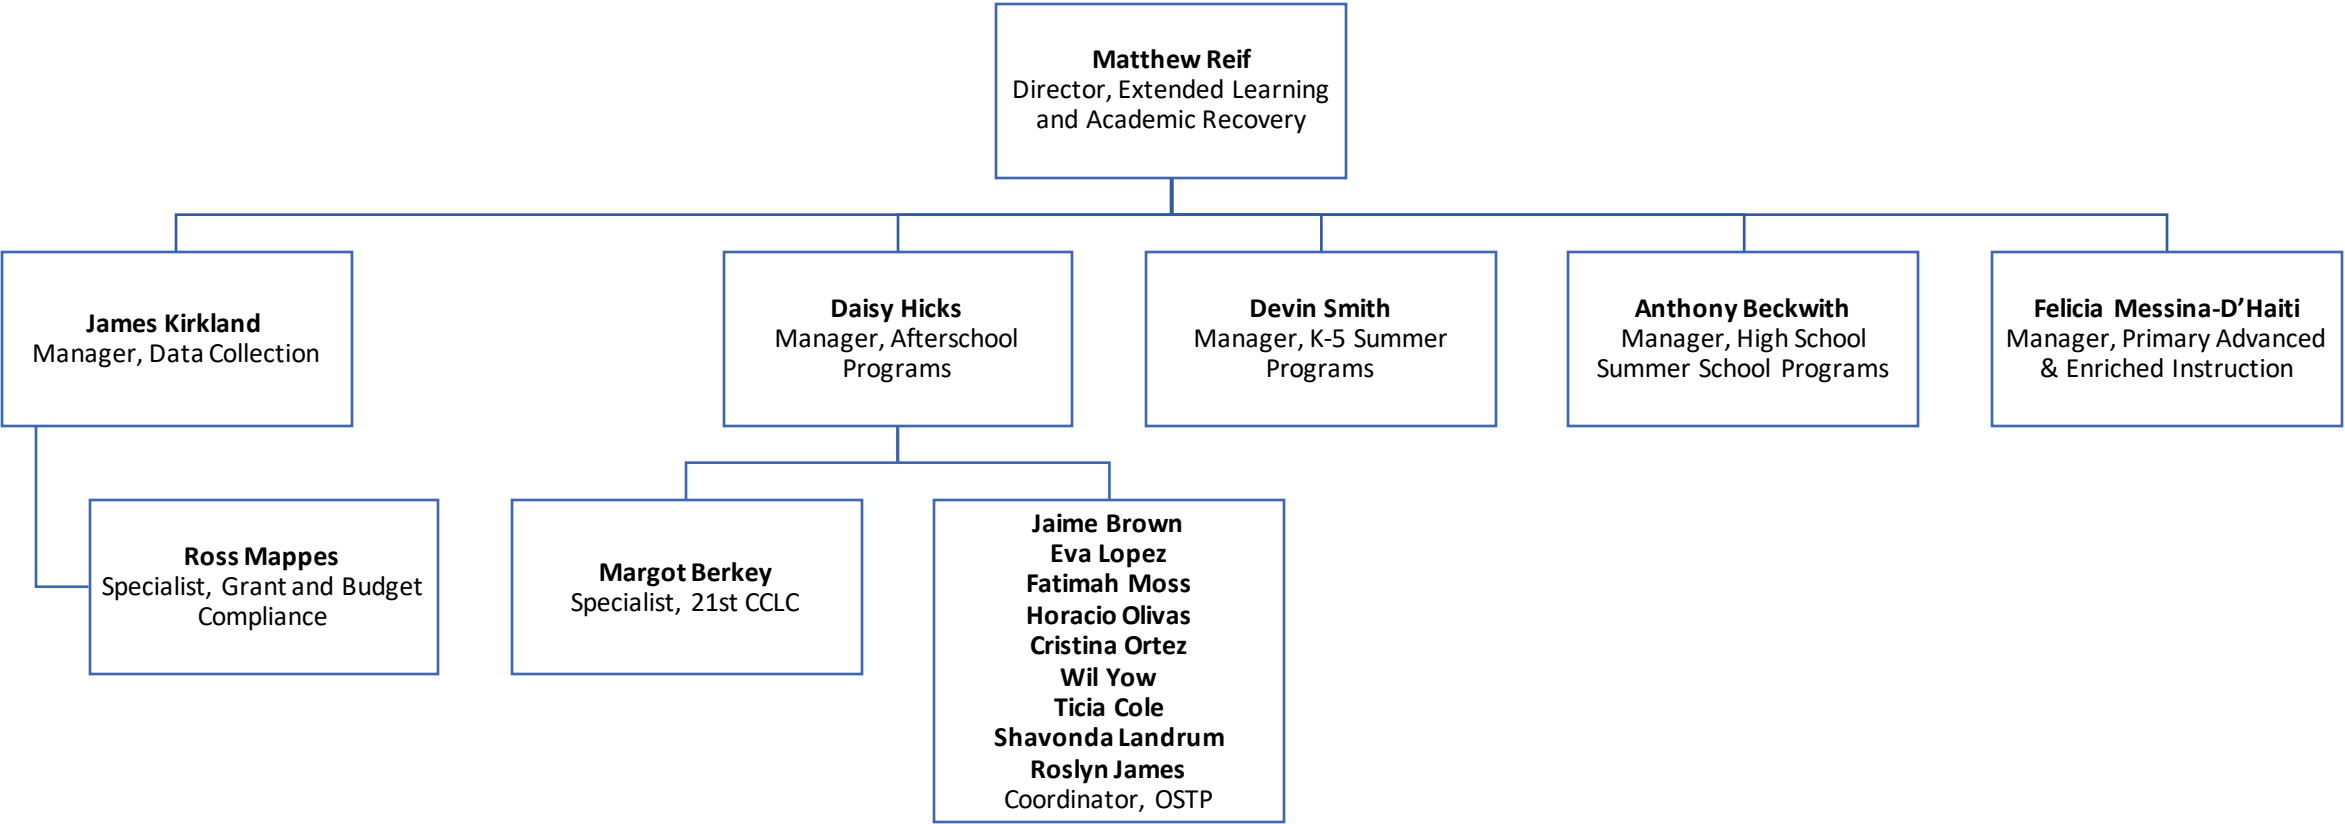 Matthew Reif
Director, Extended Learning
and Academic Recovery
James Kirkland
Manager, Data Collection
Daisy Hicks
Manager, Afterschool
Programs
Devin Smith
Manager, K-5 Summer
Programs
Anthony Beckwith
Manager, High School
Summer School Programs
Felicia Messina-D’Haiti
Manager, Primary Advanced
& Enriched Instruction
Ross Mappes
Specialist, Grant and Budget
Compliance
Margot Berkey
Specialist, 21st CCLC
Jaime Brown
Eva Lopez
Fatimah Moss
Horacio Olivas
Cristina Ortez
Wil Yow
Ticia Cole
Shavonda Landrum
Roslyn James
Coordinator, OSTP